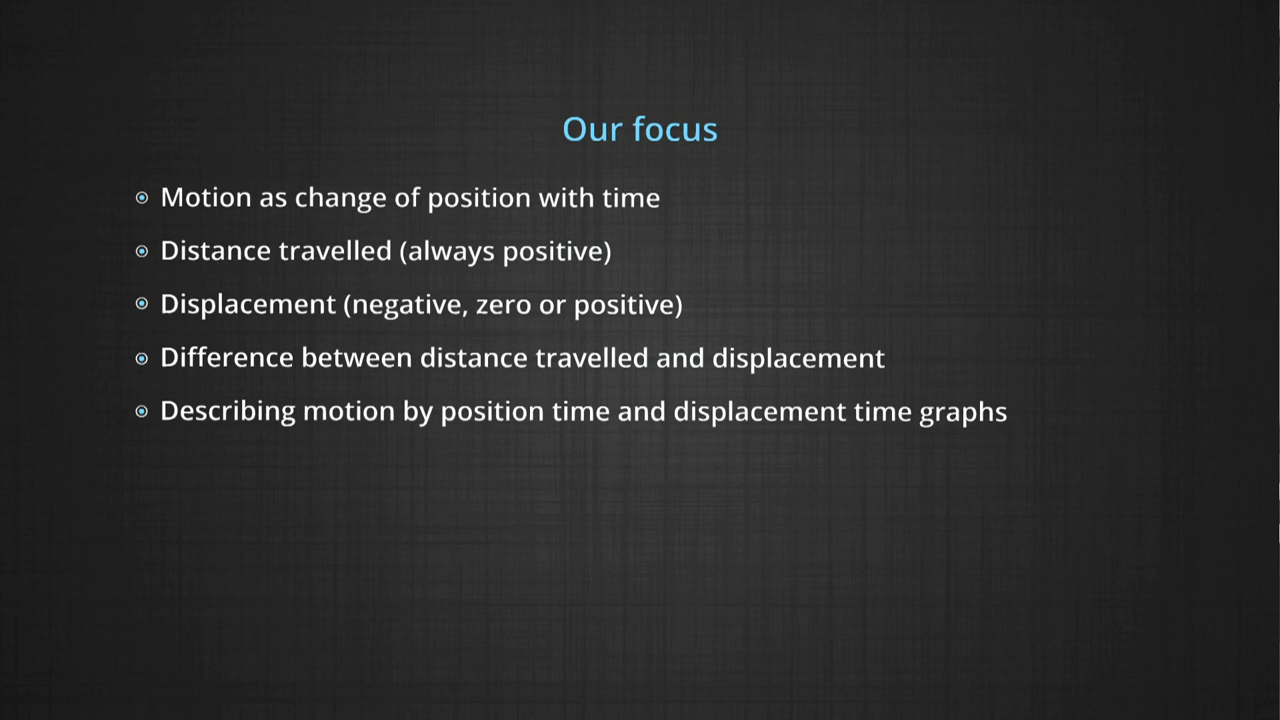 Our focus
Motion as change of position with time
Distance travelled (always positive)
Displacement (negative, zero or positive)
Difference between distance travelled and displacement
Describing motion by position time and displacement time graphs